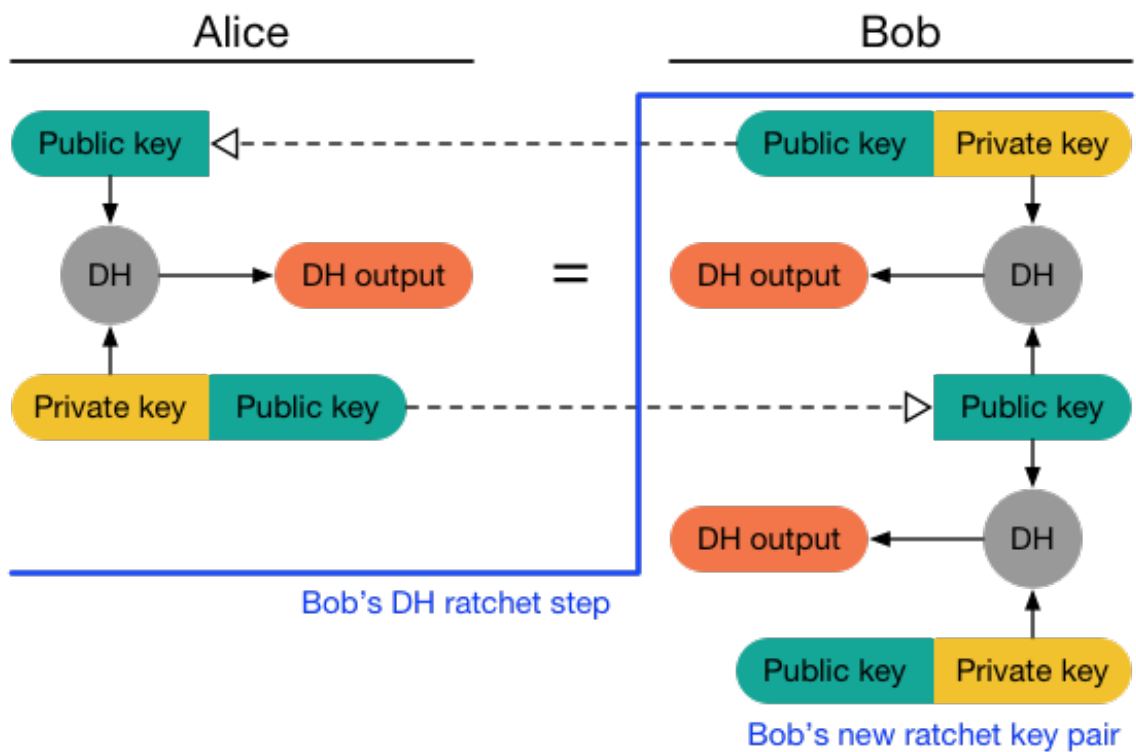 Alice
Bob
Public key
Public key
Private key
DH
DH output
=
DH output
DH
Private key
Public key
Public key
DH output
DH
Bob’s DH ratchet step
Public key
Private key
Bob’s new ratchet key pair